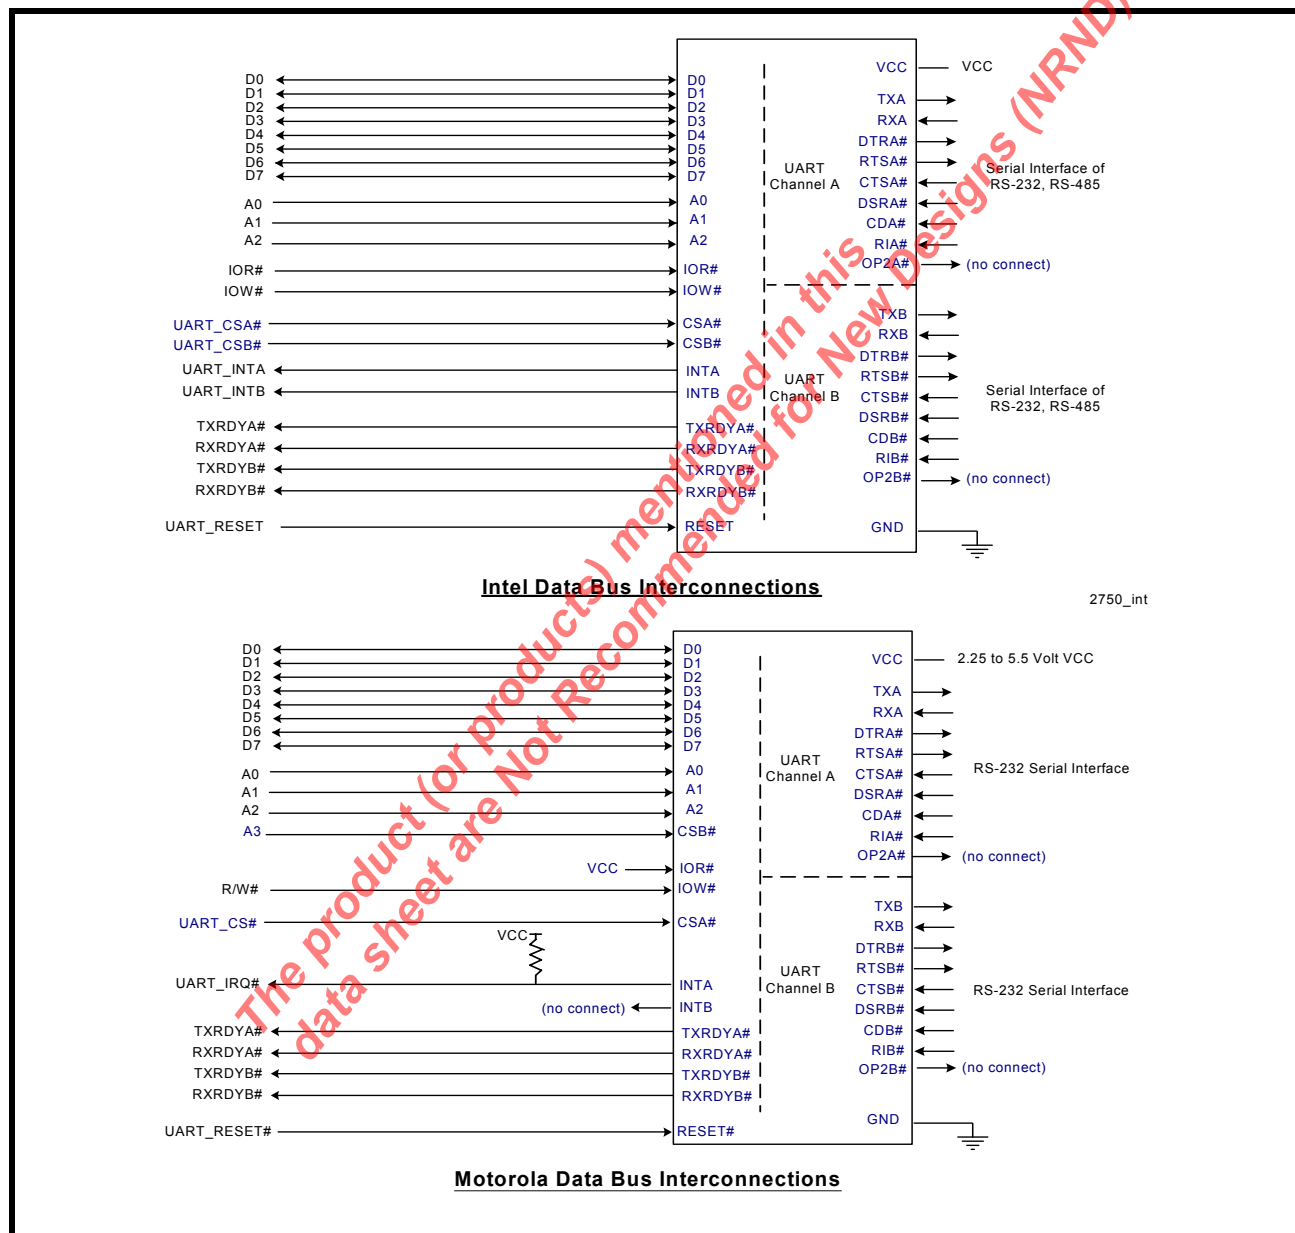 D0 D0 VCC VCC
D1 D1
D2 D2 TXA
D3 D3 RXA
D4 D4 DTRA#
D5 D5
D6 D6 UART RTSA# Serial Interface of
D7 D7 Channel A CTSA# RS-232, RS-485
A0 A0 DSRA#
A1 A1 CDA#
A2 A2 RIA#
IOR# IOR# OP2A# (no connect)
IOW# IOW#
UART_CSA# CSA# TXB
UART_CSB# CSB# RXB
DTRB#
UART_INTA INTA UART RTSB#
UART_INTB INTB Channel B CTSB# Serial Interface of
RS-232, RS-485
DSRB#
TXRDYA# TXRDYA# CDB#
RXRDYA# RXRDYA# RIB#
TXRDYB# TXRDYB# OP2B# (no connect)
RXRDYB# RXRDYB#
UART_RESET RESET GND
Intel Data Bus Interconnections
2750_int
D0 D0 VCC 2.25 to 5.5 Volt VCC
D1 D1
D2 D2
D3 D3 TXA
D4 D4 RXA
D5 D5 DTRA#
D6 D6
D7 D7 UART RTSA#
A0 A0 Channel A CTSA# RS-232 Serial Interface
A1 A1 DSRA#
A2 A2 CDA#
A3 CSB# RIA#
VCC IOR# OP2A# (no connect)
R/W# IOW#
UART_CS# CSA# TXB
VCC RXB
DTRB#
UART RTSB#
UART_IRQ# INTA Channel B CTSB# RS-232 Serial Interface
(no connect) INTB DSRB#
TXRDYA# TXRDYA# CDB#
RXRDYA# RXRDYA# RIB#
TXRDYB# TXRDYB# OP2B# (no connect)
RXRDYB# RXRDYB#
UART_RESET# RESET# GND
Motorola Data Bus Interconnections
The product (or products) mentioned in this
data sheet are Not Recommended for New Designs (NRND)